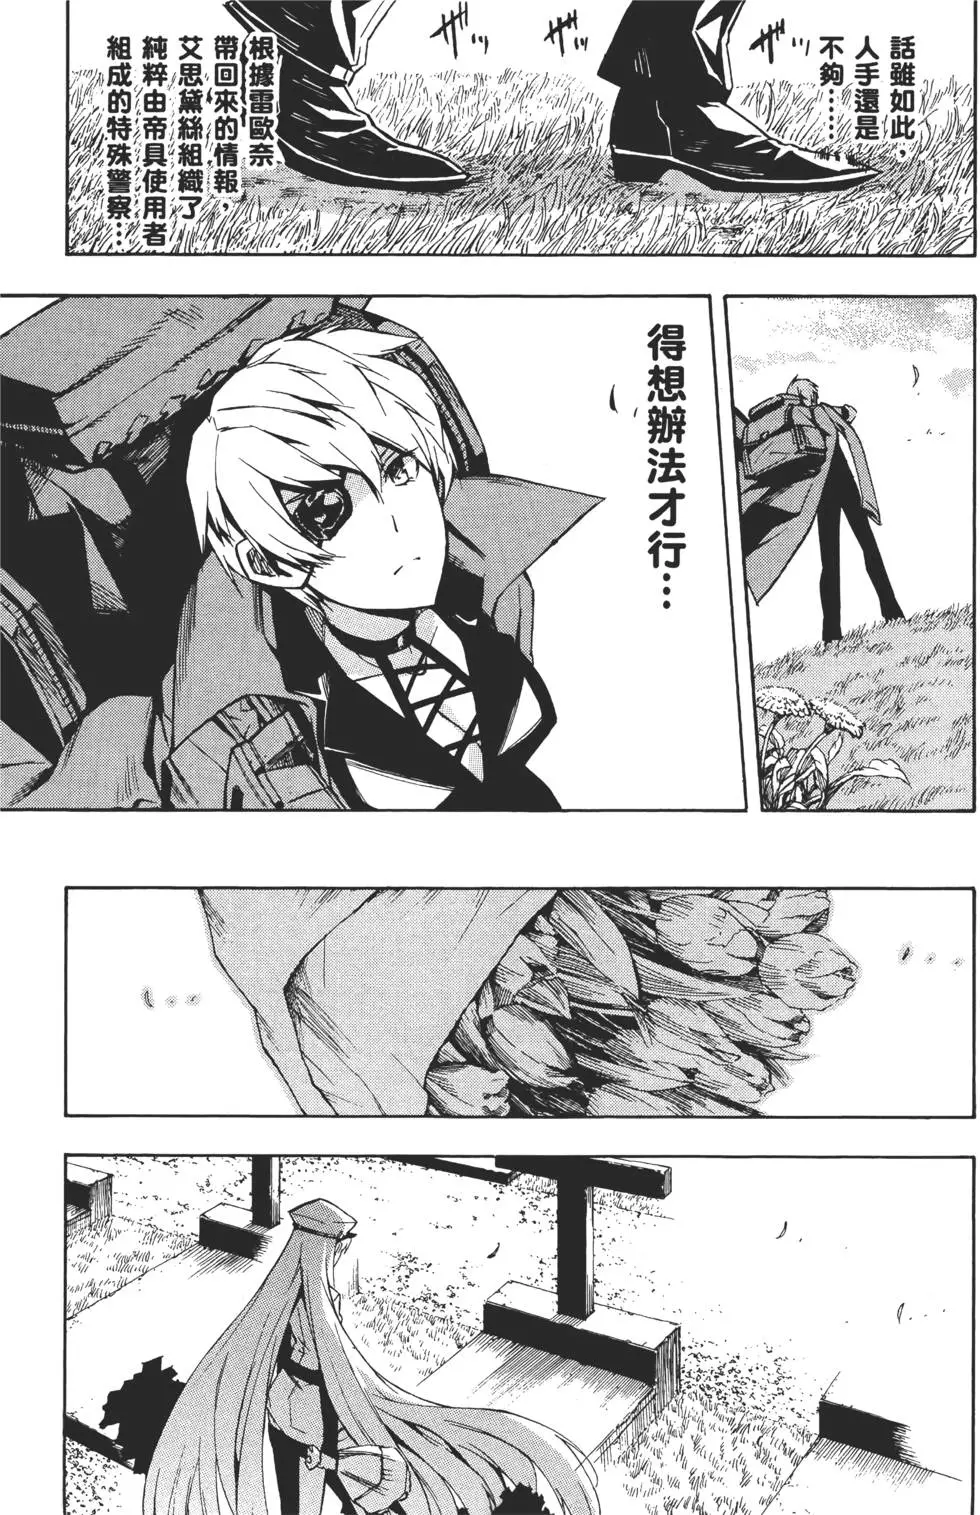 話雖如此，
人手還是
不夠……
ザッ
ザッ
ザッ
ザッ
根據雷歐奈
帶回來的情報，
艾思黛絲組織了
純粹由帝具使用者
組成的特殊警察…
得想辦法才行…